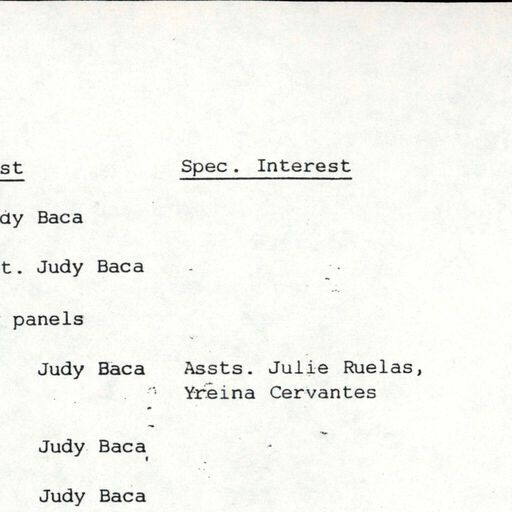 st Spec. Interest
dy Baca
t. Judy Baca
panels
Judy Baca Assts. Julie Ruelas,
Yreina Cervantes
Judy Baca
Judy Baca